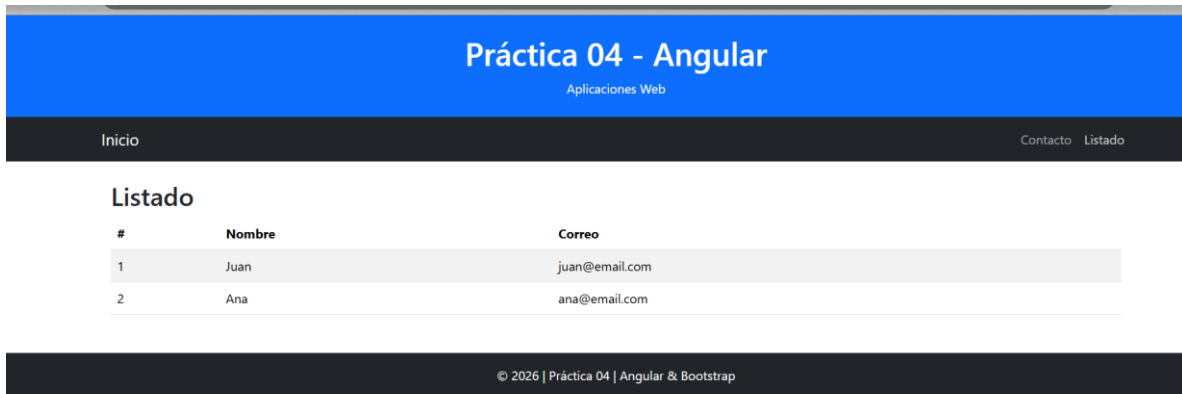 Práctica 04 - Angular
Aplicaciones Web
Inicio Contacto Listado
Listado
# Nombre Correo
1 Juan juan@email.com
2 Ana ana@email.com
© 2026 | Práctica 04 | Angular & Bootstrap